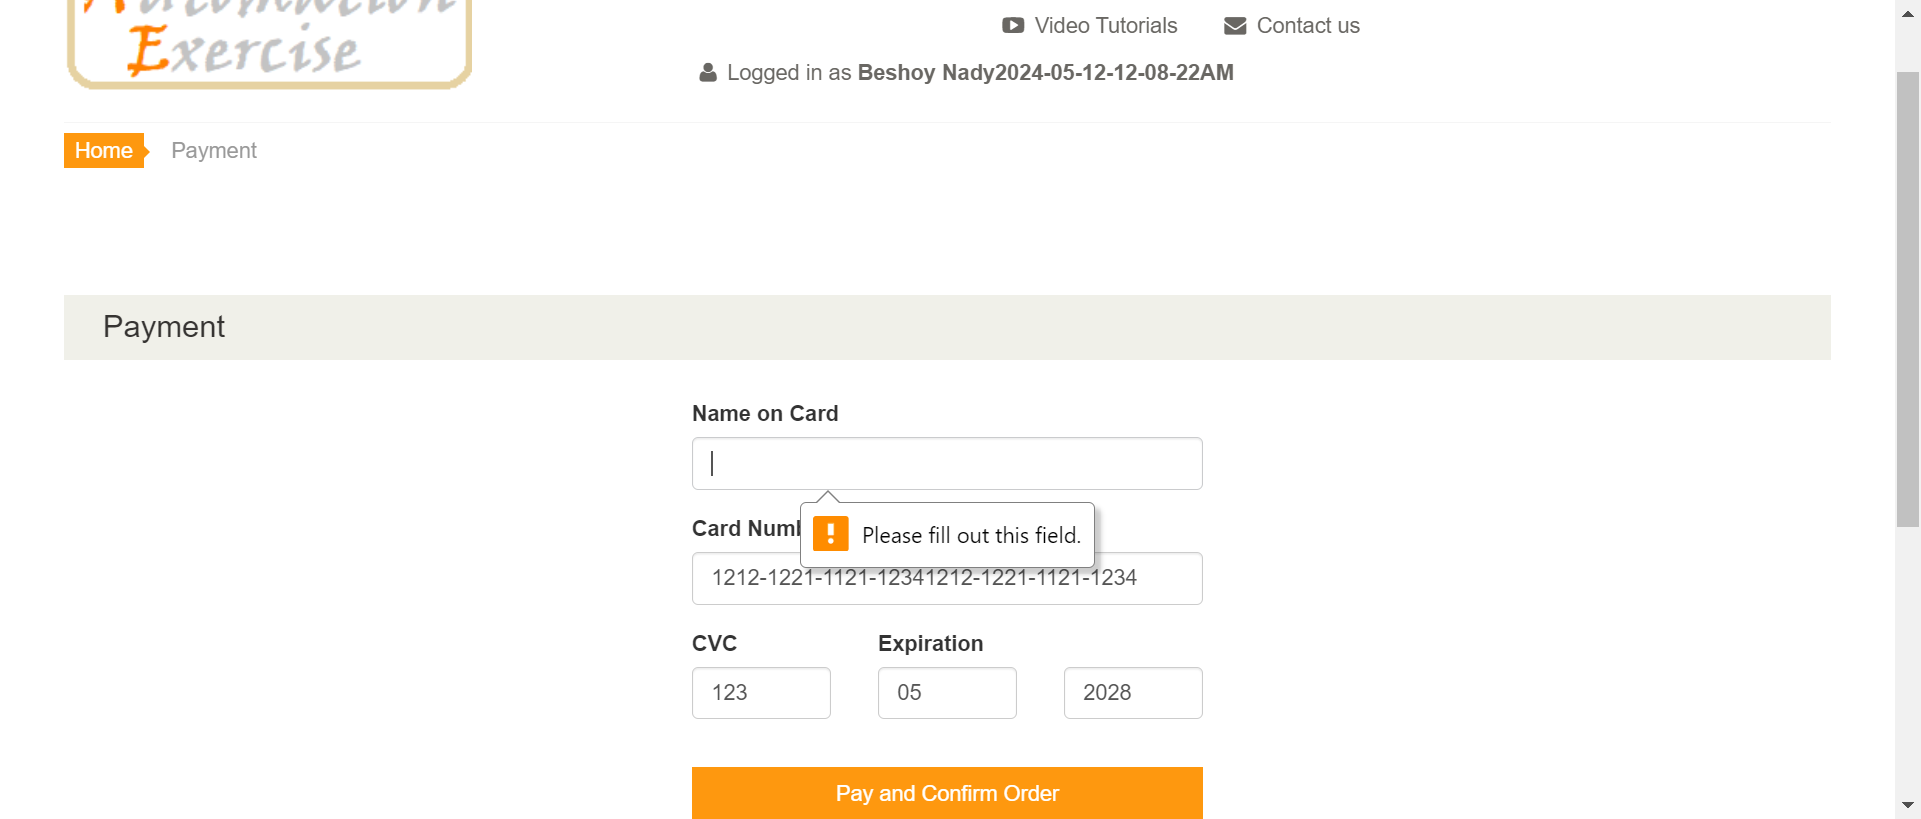 Automation
Exercise
Video Tutorials Contact us
Logged in as Beshoy Nady2024-05-12-12-08-22AM
Home Payment
Payment
Name on Card
Card Numb
Please fill out this field.
1212-1221-1121-12341212-1221-1121-1234
CVC Expiration
123 05 2028
Pay and Confirm Order